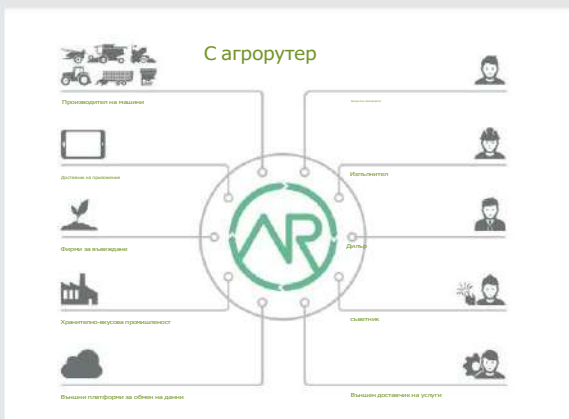 С агрорутер
Производител на машини
Доставчик на приложения
Изпълнител
Фирми за въвеждане
Дилър
Хранително-вкусова промишленост
съветник
Външни платформи за обмен на данни
Външен доставчик на услуги